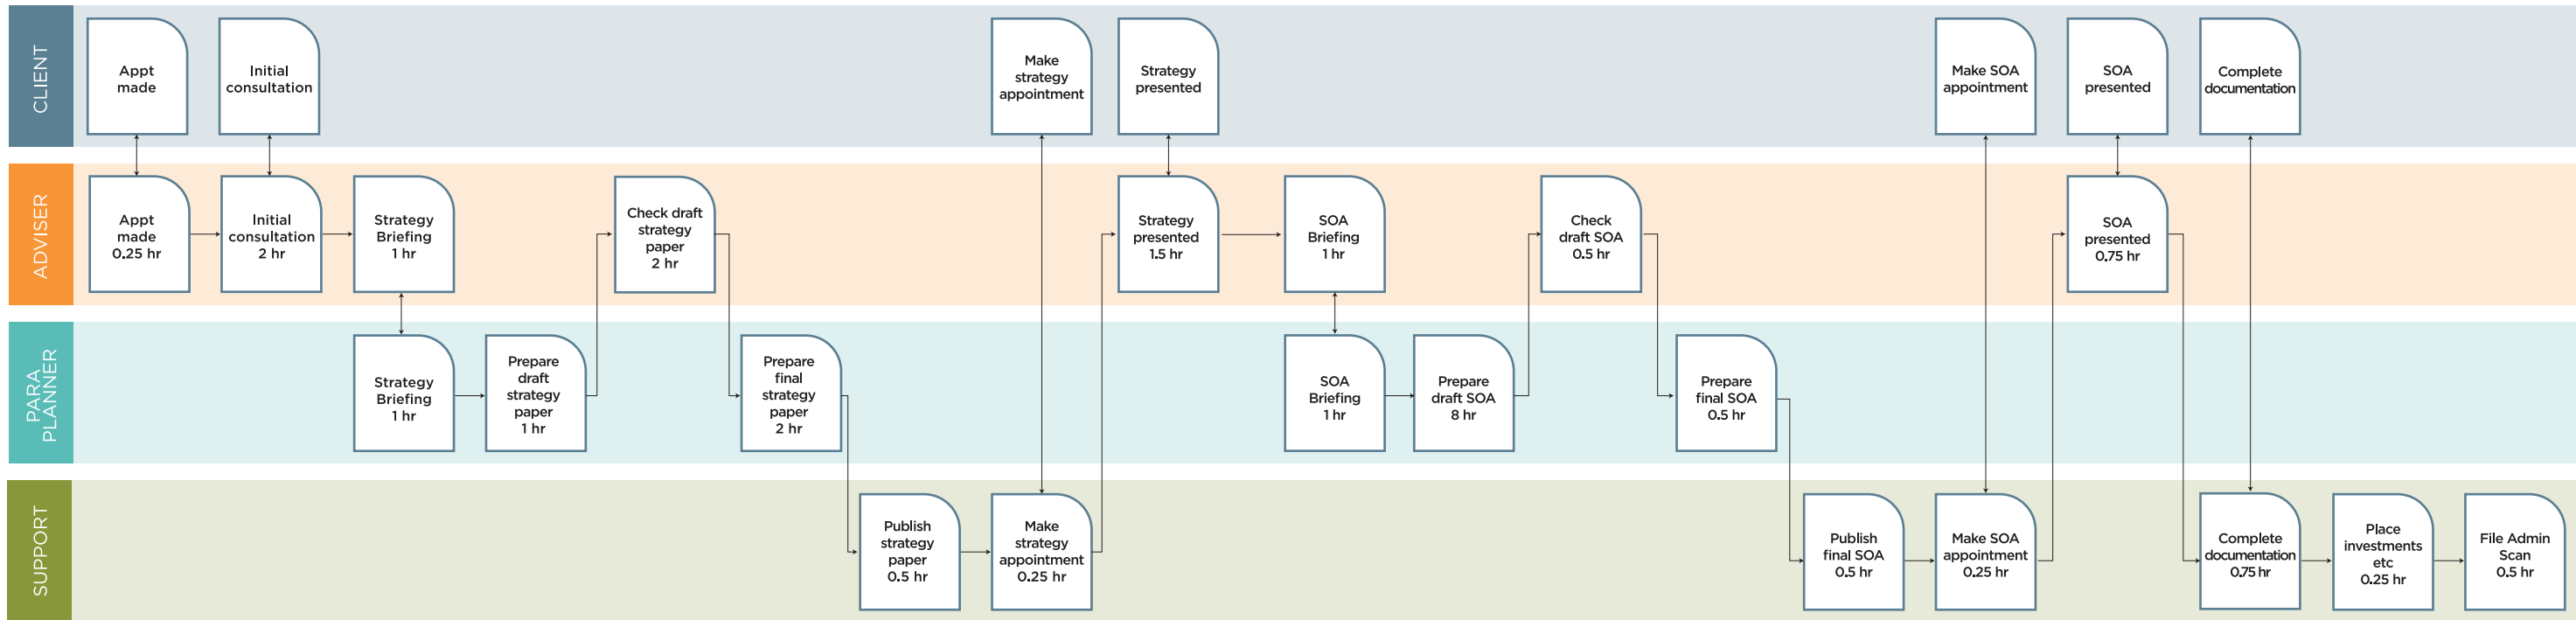 CLIENT
Appt
made
Initial
consultation
Make
strategy
appointment
Strategy
presented
Make SOA
appointment
SOA
presented
Complete
documentation
ADVISER
Appt
made
0.25 hr
Initial
consultation
2 hr
Strategy
Briefing
1 hr
Check draft
strategy
paper
2 hr
Strategy
presented
1.5 hr
SOA
Briefing
1 hr
Check
draft SOA
0.5 hr
SOA
presented
0.75 hr
PARA
PLANNER
Strategy
Briefing
1 hr
Prepare
draft
strategy
paper
1 hr
Prepare
final
strategy
paper
2 hr
SOA
Briefing
1 hr
Prepare
draft SOA
8 hr
Prepare
final SOA
0.5 hr
SUPPORT
Publish
strategy
paper
0.5 hr
Make
strategy
appointment
0.25 hr
Publish
final SOA
0.5 hr
Make SOA
appointment
0.25 hr
Complete
documentation
0.75 hr
Place
investments
etc
0.25 hr
File Admin
Scan
0.5 hr